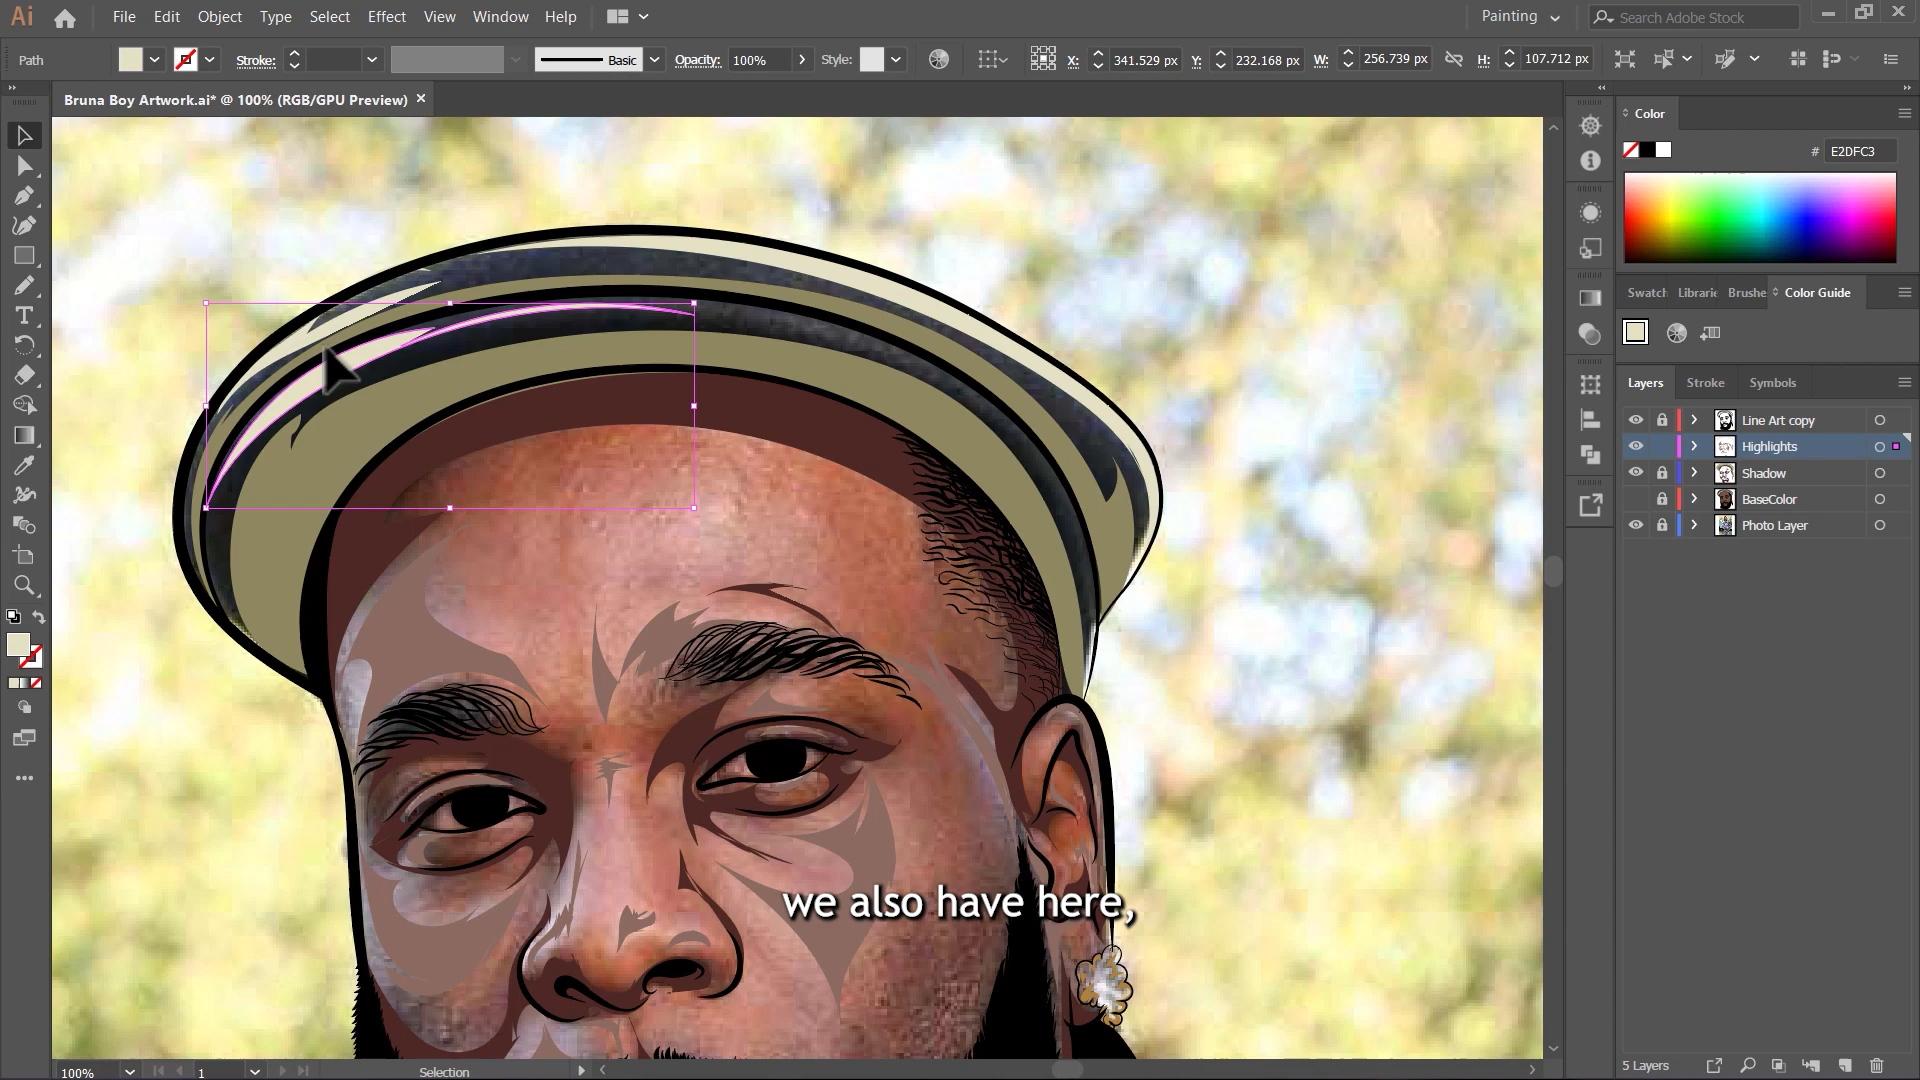 Ai File Edit Object Type Select Effect View Window Help Painting Search Adobe Stock
Path Stroke: Basic Opacity: 100% Style: X: 341.529 px Y: 232.168 px W: 256.739 px H: 107.712 px
Bruna Boy Artwork.ai* @ 100% (RGB/GPU Preview) ×
Color
# E2DFC3
Swatch Librarie Brushe Color Guide
Layers Stroke Symbols
Line Art copy
Highlights
Shadow
BaseColor
Photo Layer
we also have here,
100% 1 Selection 5 Layers